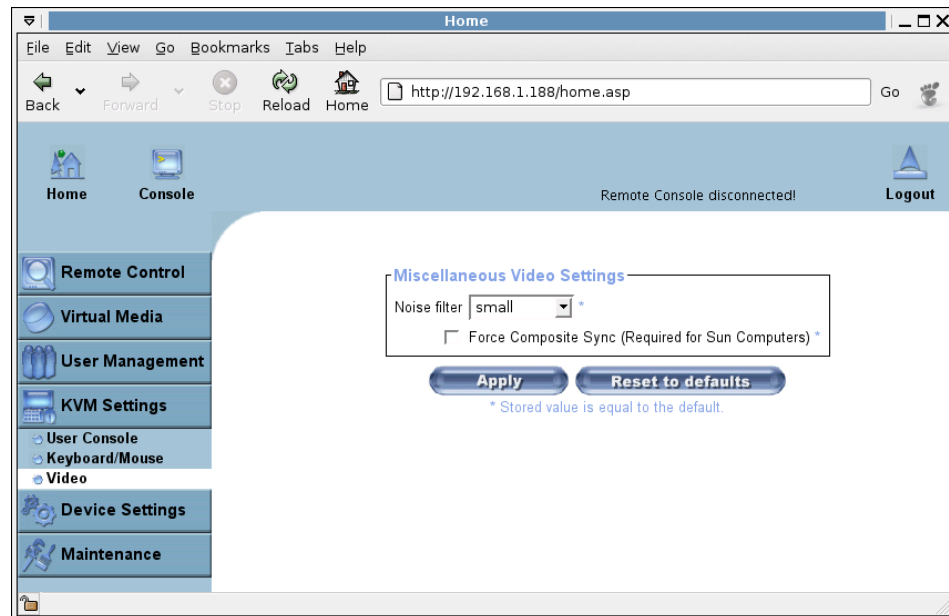 Home
File Edit View Go Bookmarks Tabs Help
Back Forward Stop Reload Home http://192.168.1.188/home.asp Go
Home Console Remote Console disconnected! Logout
Remote Control
Virtual Media
User Management
KVM Settings
User Console
Keyboard/Mouse
Video
Device Settings
Maintenance
Miscellaneous Video Settings
Noise filter small *
Force Composite Sync (Required for Sun Computers) *
Apply Reset to defaults
* Stored value is equal to the default.